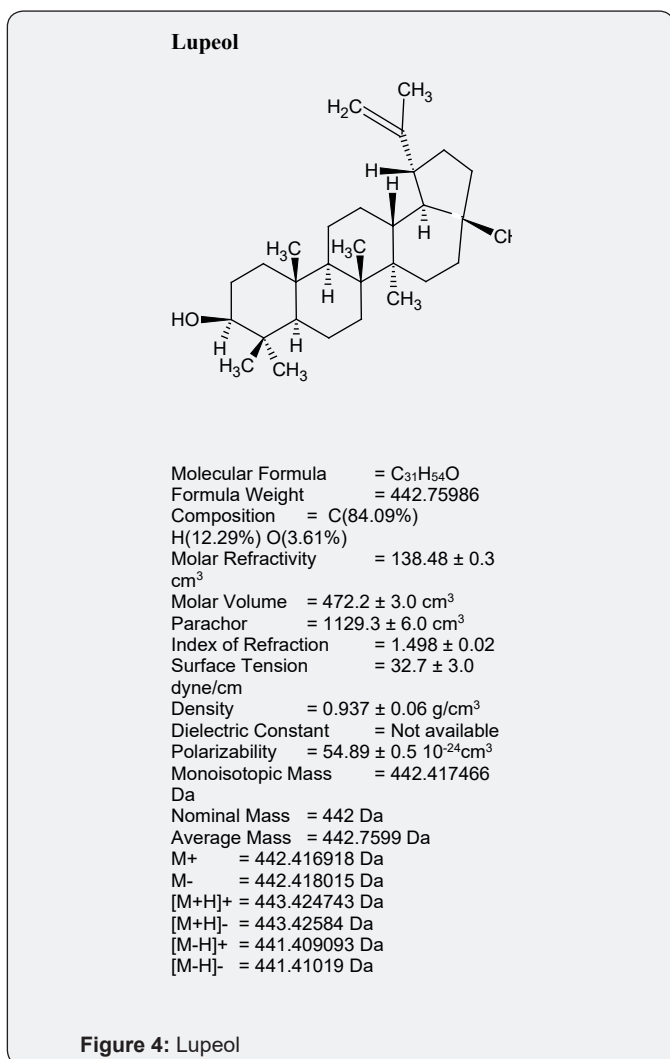 Lupeol
H₂C CH₃
H
H
H₃C H₃C H CH
H CH₃
HO
H H
H₃C CH₃
Molecular Formula = C₃₁H₅₄O
Formula Weight = 442.75986
Composition = C(84.09%)
H(12.29%) O(3.61%)
Molar Refractivity = 138.48 ± 0.3
cm³
Molar Volume = 472.2 ± 3.0 cm³
Parachor = 1129.3 ± 6.0 cm³
Index of Refraction = 1.498 ± 0.02
Surface Tension = 32.7 ± 3.0
dyne/cm
Density = 0.937 ± 0.06 g/cm³
Dielectric Constant = Not available
Polarizability = 54.89 ± 0.5 10⁻²⁴cm³
Monoisotopic Mass = 442.417466
Da
Nominal Mass = 442 Da
Average Mass = 442.7599 Da
M+ = 442.416918 Da
M- = 442.418015 Da
[M+H]+ = 443.424743 Da
[M+H]- = 443.42584 Da
[M-H]+ = 441.409093 Da
[M-H]- = 441.41019 Da
Figure 4: Lupeol